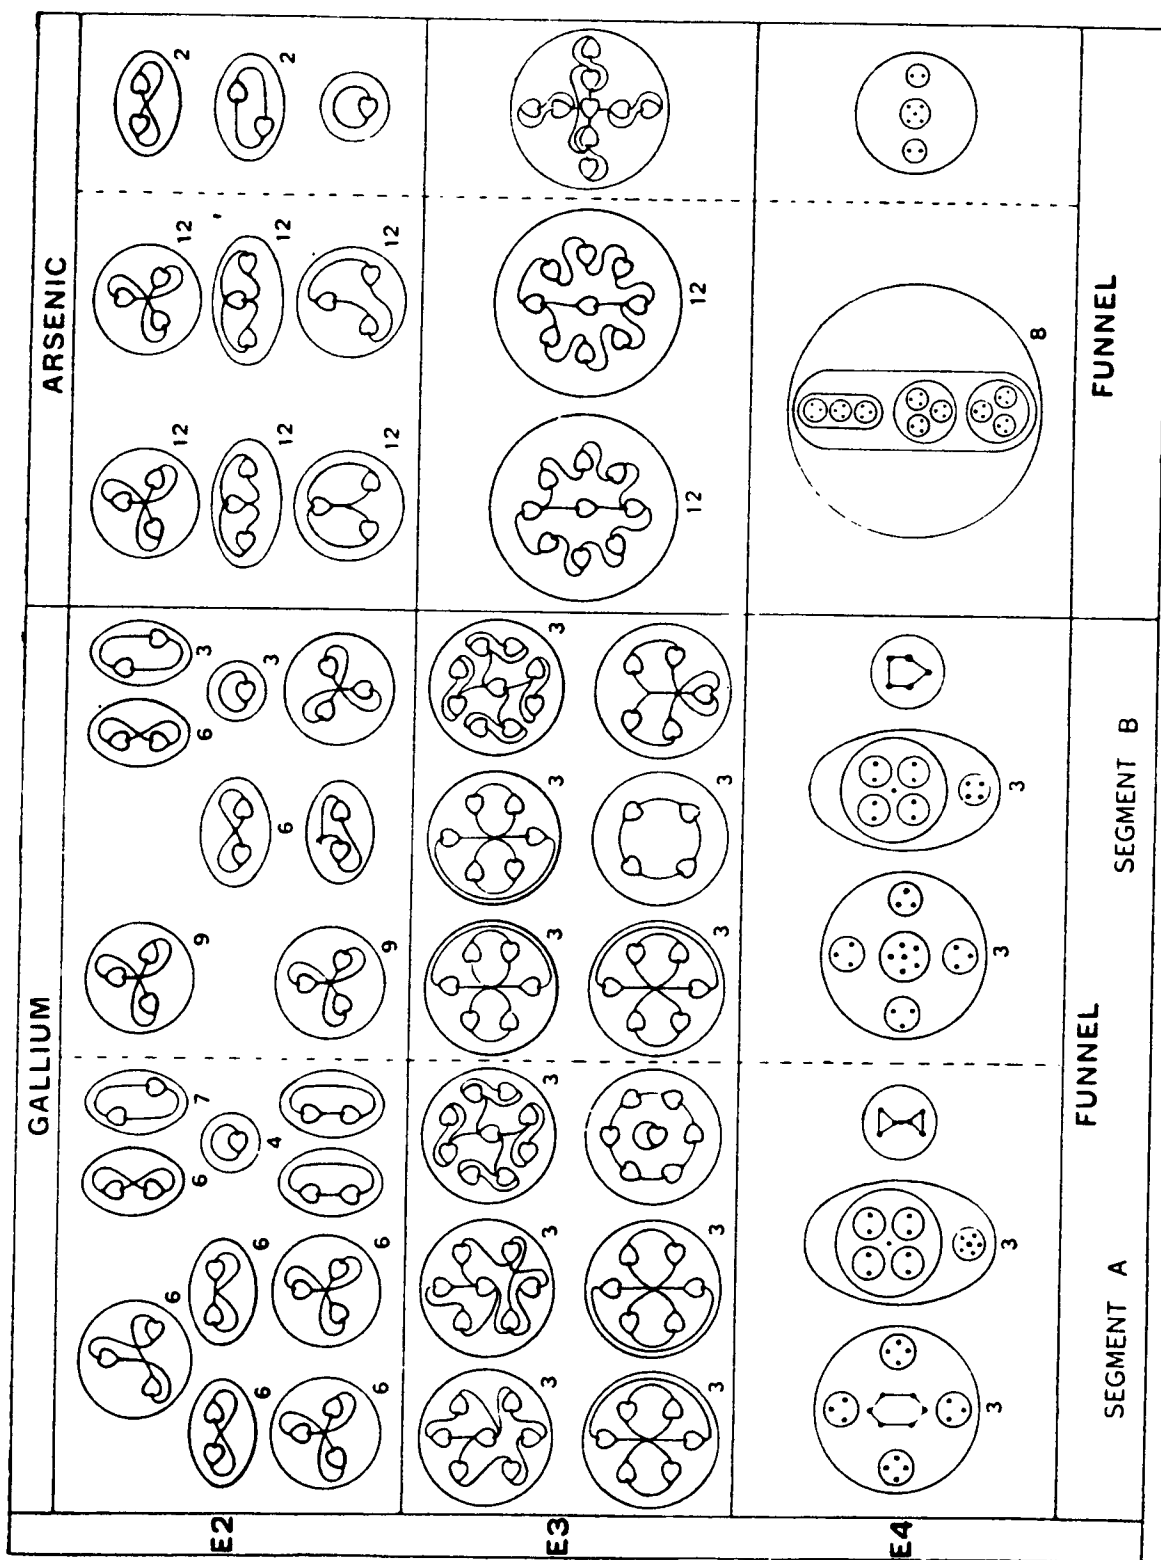 GALLIUM ARSENIC
E2
6 6 7 9 6 3 12 12 2
6 6 4 6 3 12 12 2
6 6 9 12 12
E3
3 3 3 3 3 3
12 12
3 3 3 3
E4
3 3 3 3 8
FUNNEL FUNNEL
SEGMENT A SEGMENT B